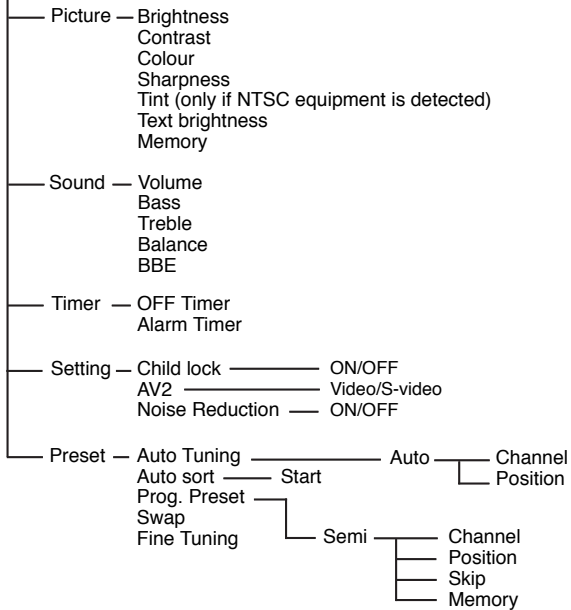 Picture Brightness
Contrast
Colour
Sharpness
Tint (only if NTSC equipment is detected)
Text brightness
Memory
Sound Volume
Bass
Treble
Balance
BBE
Timer OFF Timer
Alarm Timer
Setting Child lock ON/OFF
AV2 Video/S-video
Noise Reduction ON/OFF
Preset Auto Tuning Auto Channel
Auto sort Start Position
Prog. Preset
Swap
Fine Tuning Semi Channel
Position
Skip
Memory